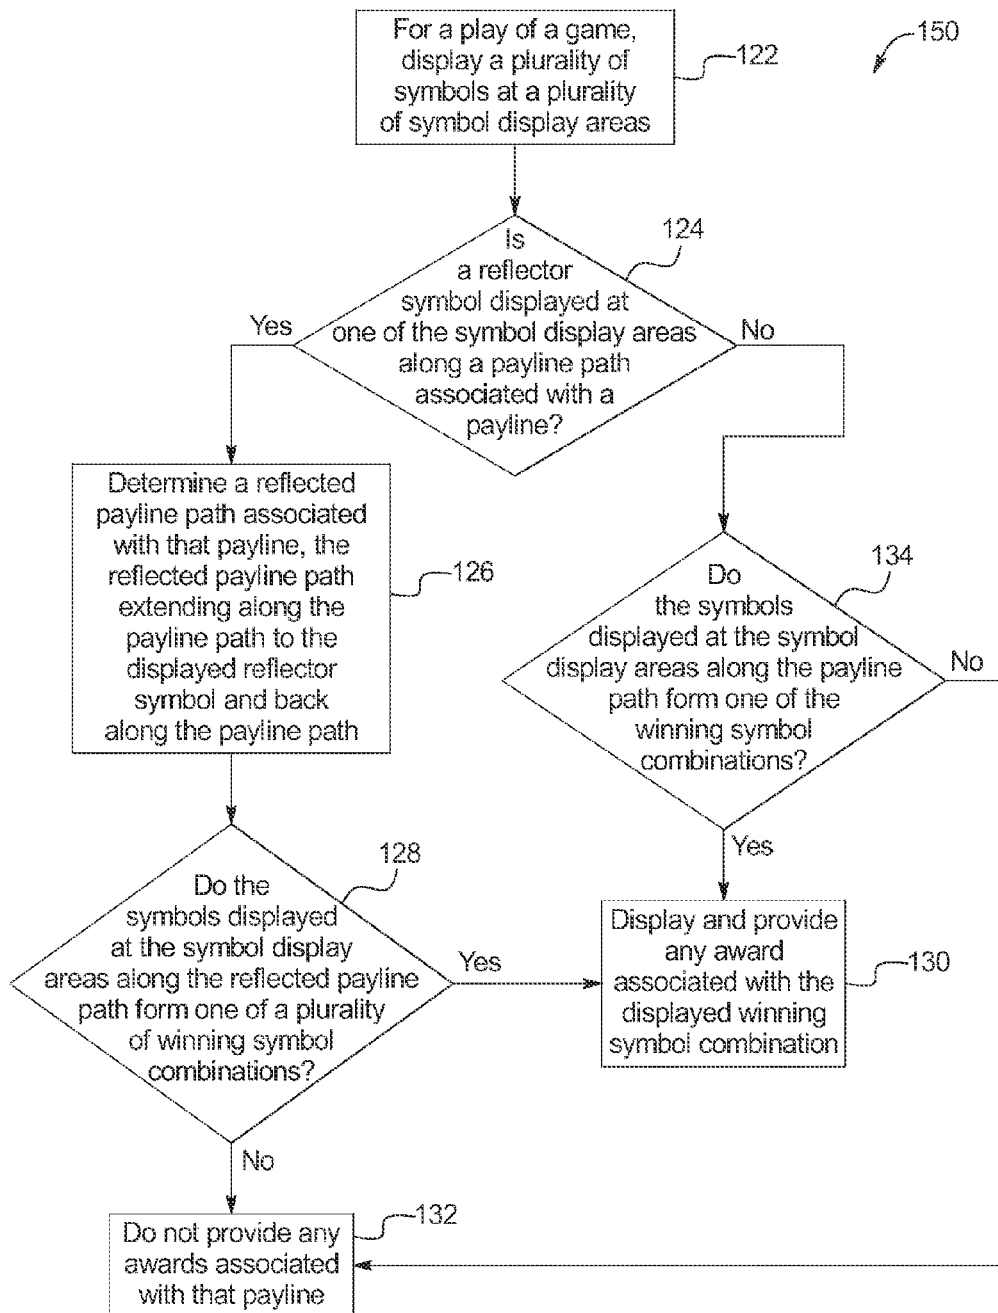 For a play of a game,
display a plurality of
symbols at a plurality
of symbol display areas
122
150
Is
a reflector
symbol displayed at
one of the symbol display areas
along a payline path
associated with a
payline?
124
Yes
No
Determine a reflected
payline path associated
with that payline, the
reflected payline path
extending along the
payline path to the
displayed reflector
symbol and back
along the payline path
126
Do
the symbols
displayed at the symbol
display areas along the payline
path form one of the
winning symbol
combinations?
134
No
Yes
Do the
symbols displayed
at the symbol display
areas along the reflected payline
path form one of a plurality
of winning symbol
combinations?
128
Yes
No
Display and provide
any award
associated with the
displayed winning
symbol combination
130
Do not provide any
awards associated
with that payline
132